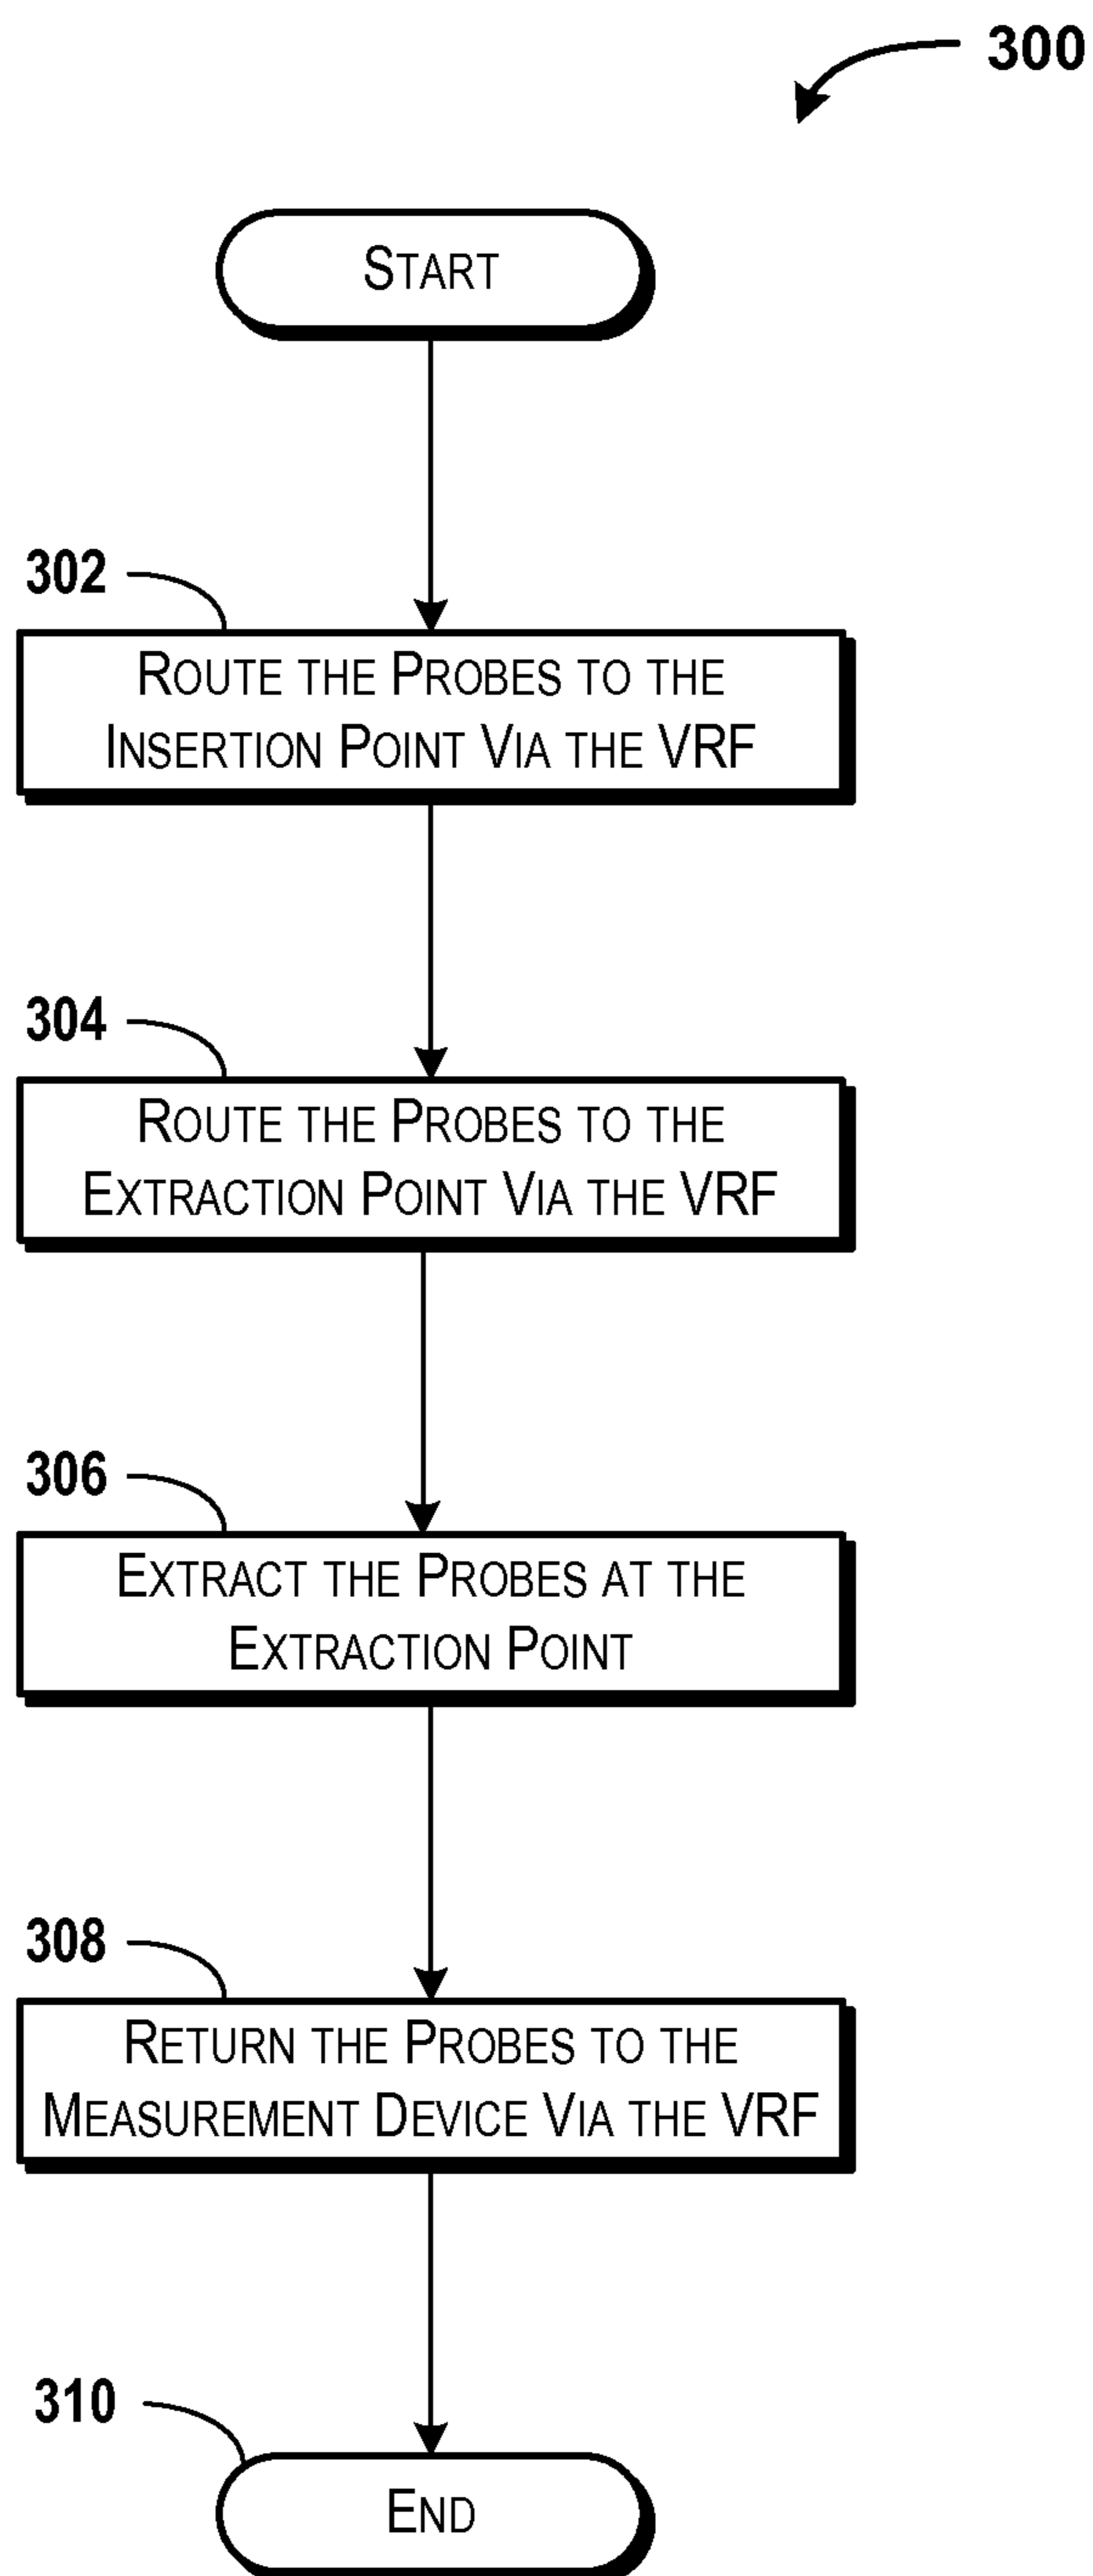 300
START
302
ROUTE THE PROBES TO THE
INSERTION POINT VIA THE VRF
304
ROUTE THE PROBES TO THE
EXTRACTION POINT VIA THE VRF
306
EXTRACT THE PROBES AT THE
EXTRACTION POINT
308
RETURN THE PROBES TO THE
MEASUREMENT DEVICE VIA THE VRF
310
END